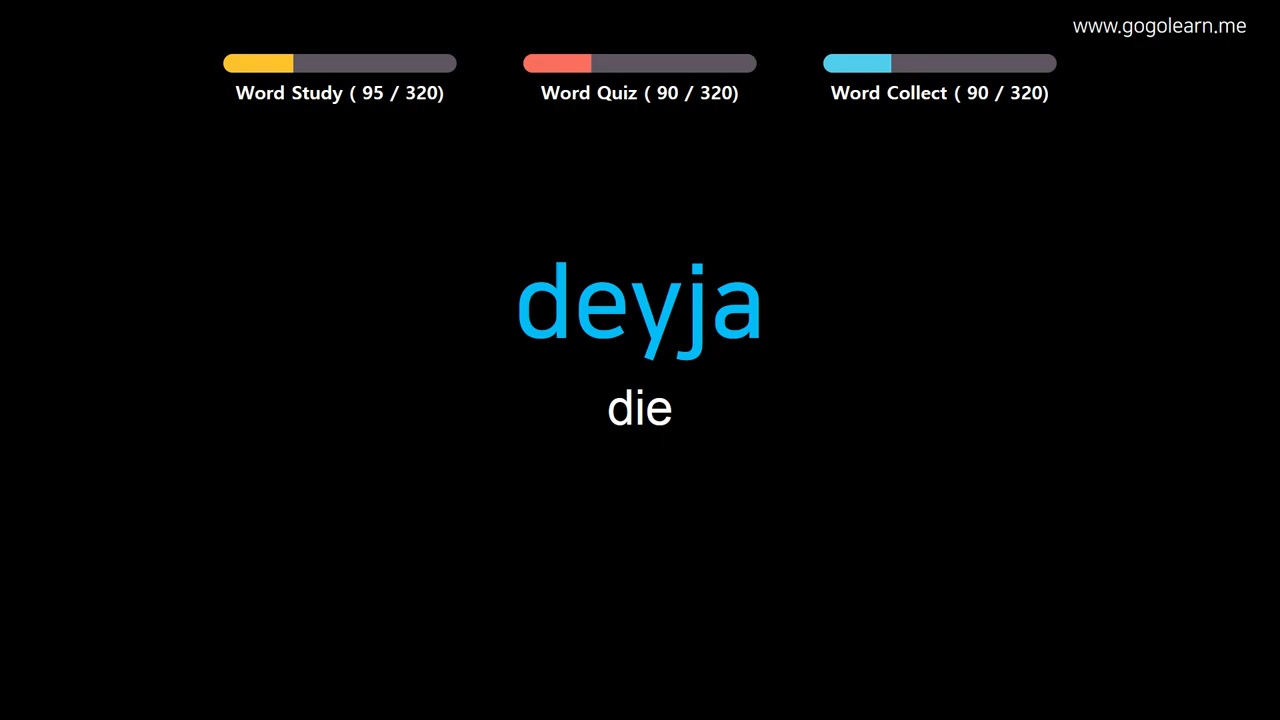 www.gogolearn.me
Word Study ( 95 / 320)
Word Quiz ( 90 / 320)
Word Collect ( 90 / 320)
deyja
die